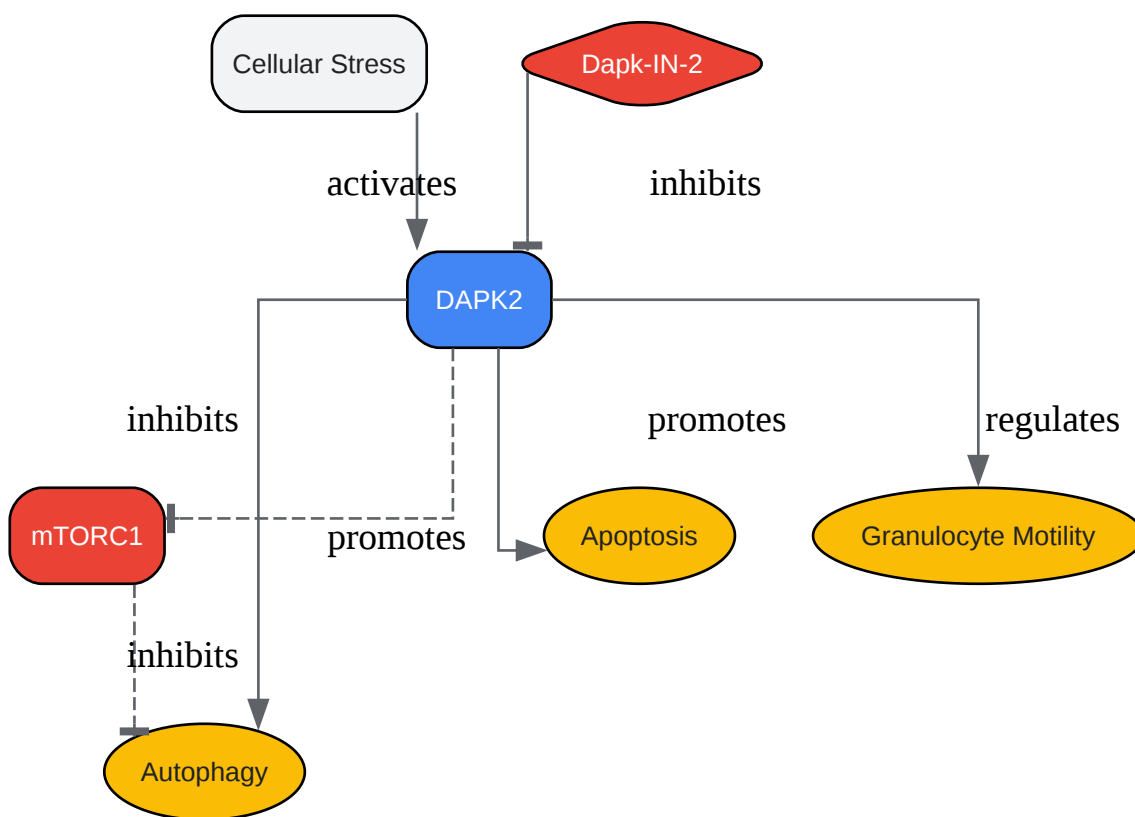 Cellular Stress
Dapk-IN-2
activates
inhibits
DAPK2
inhibits
promotes
regulates
mTORC1
promotes
Apoptosis
Granulocyte Motility
inhibits
Autophagy